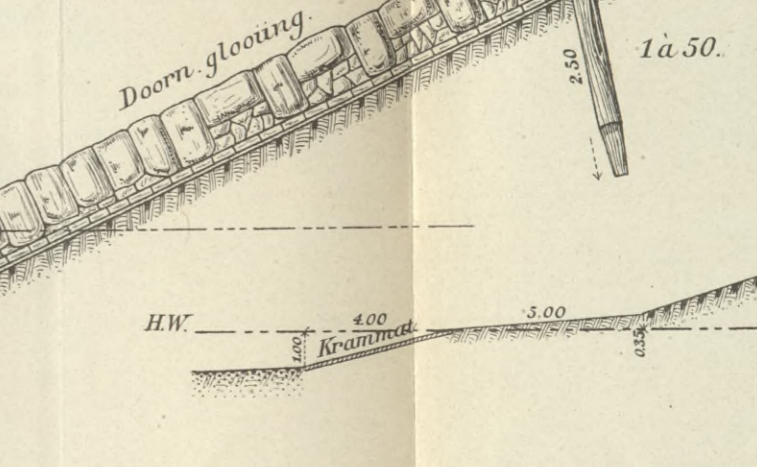 Doorn. glooiing.
2.50
1 à 50.
H.W.
4.00
5.00
1.00
Krammat.
0.35